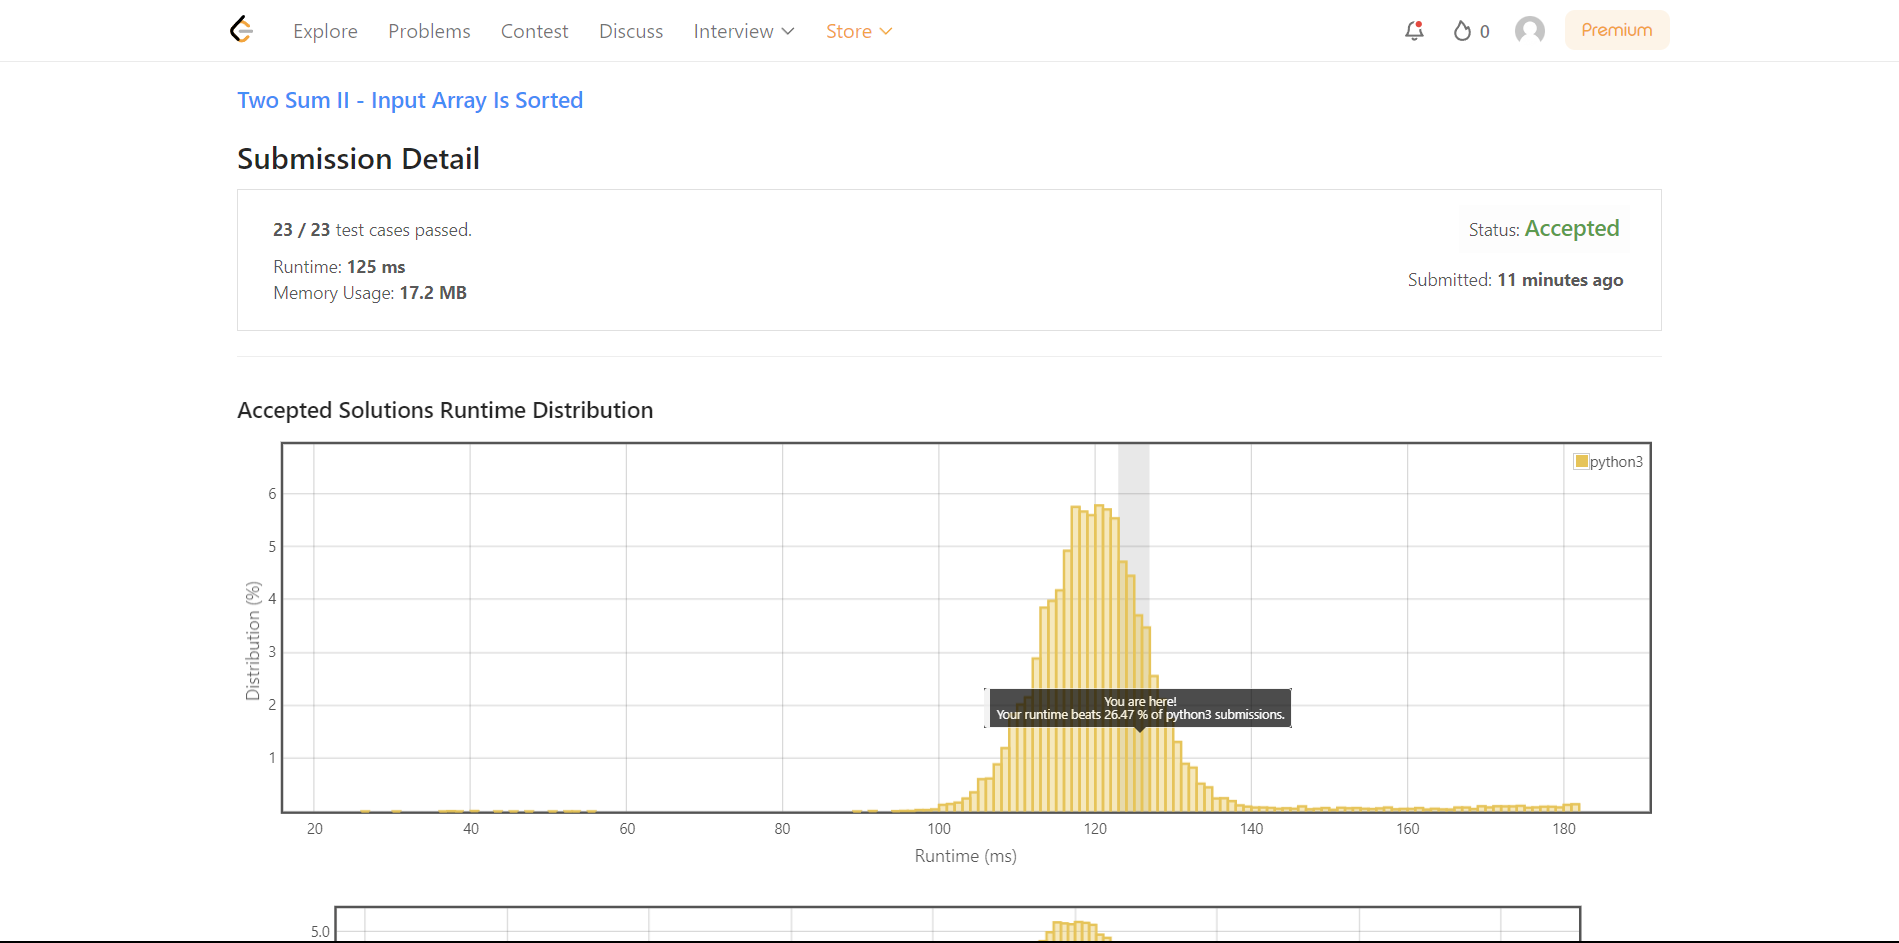 Explore Problems Contest Discuss Interview Store 0 Premium
Two Sum II - Input Array Is Sorted
Submission Detail
23 / 23 test cases passed.
Status: Accepted
Runtime: 125 ms
Submitted: 11 minutes ago
Memory Usage: 17.2 MB
Accepted Solutions Runtime Distribution
python3
6
5
4
3
2
1
Distribution (%)
You are here!
Your runtime beats 26.47 % of python3 submissions.
20 40 60 80 100 120 140 160 180
Runtime (ms)
5.0